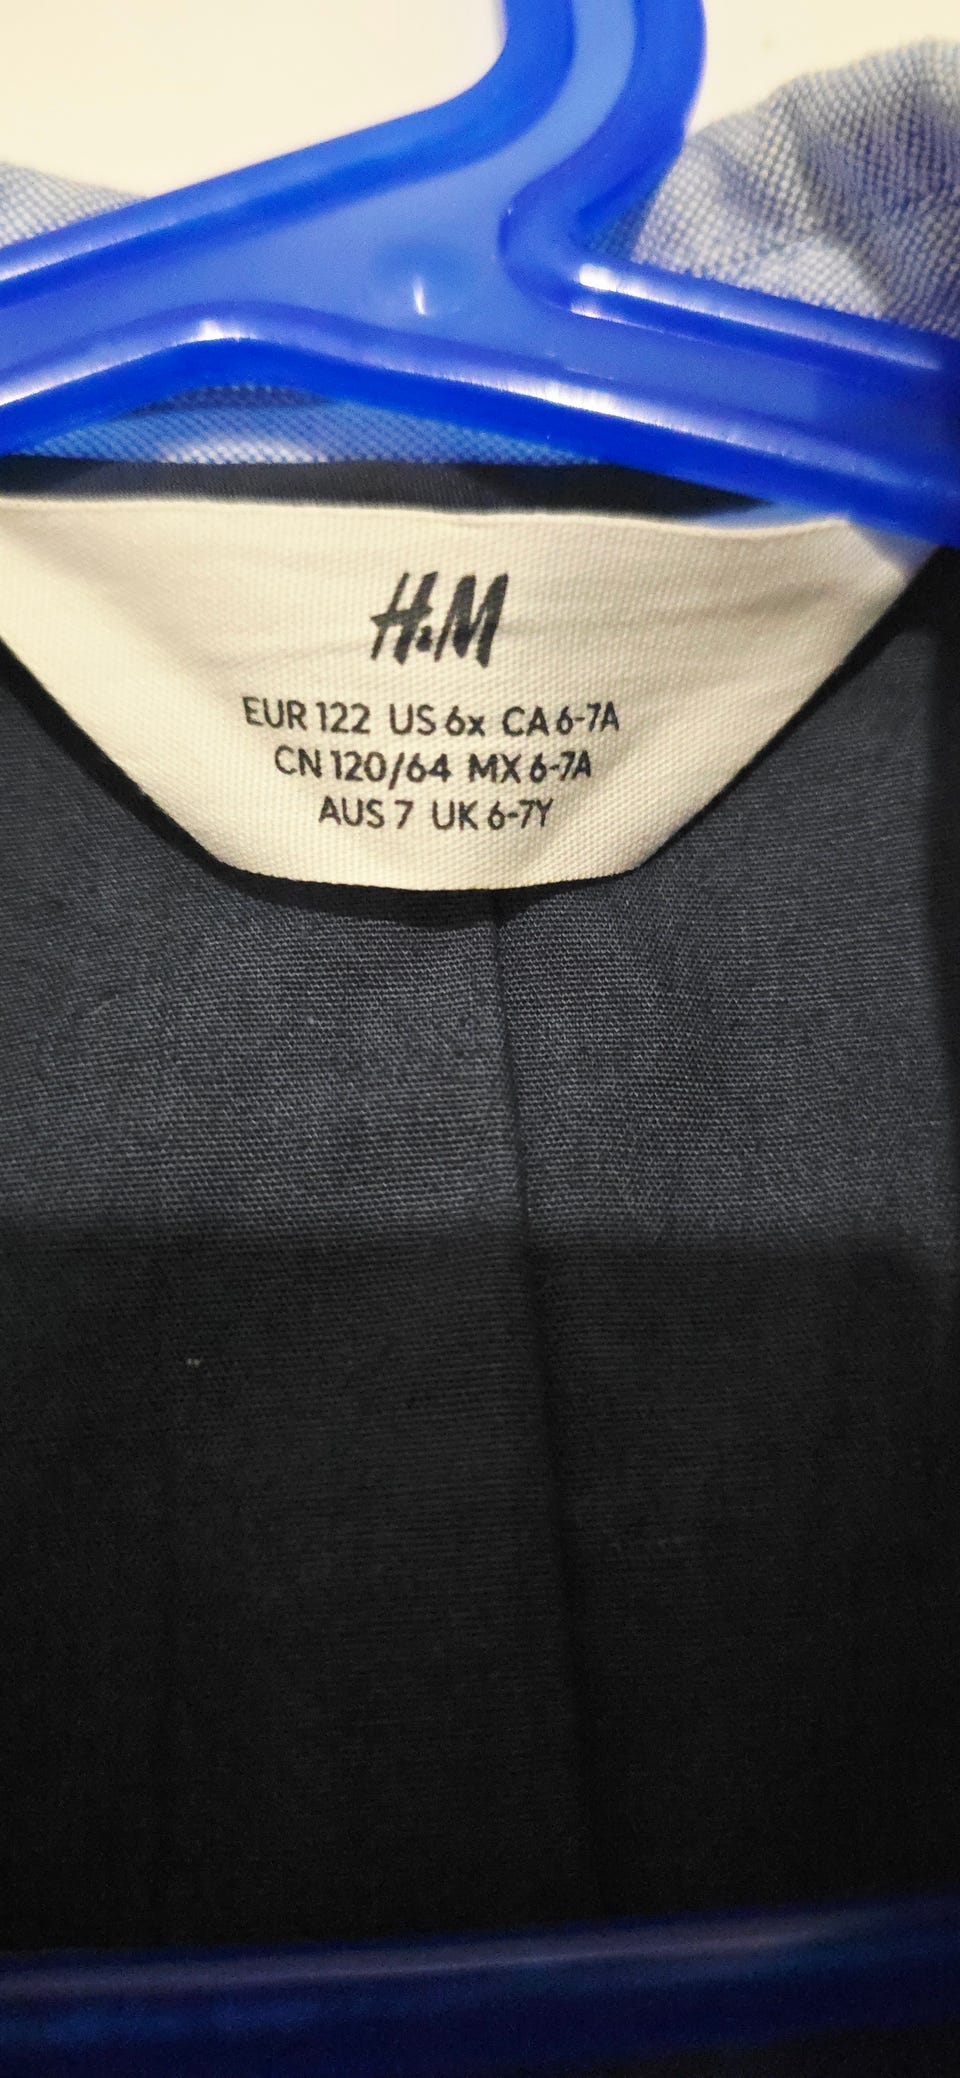 H&M
EUR 122 US 6x CA 6-7A
CN 120/64 MX 6-7A
AUS 7 UK 6-7Y